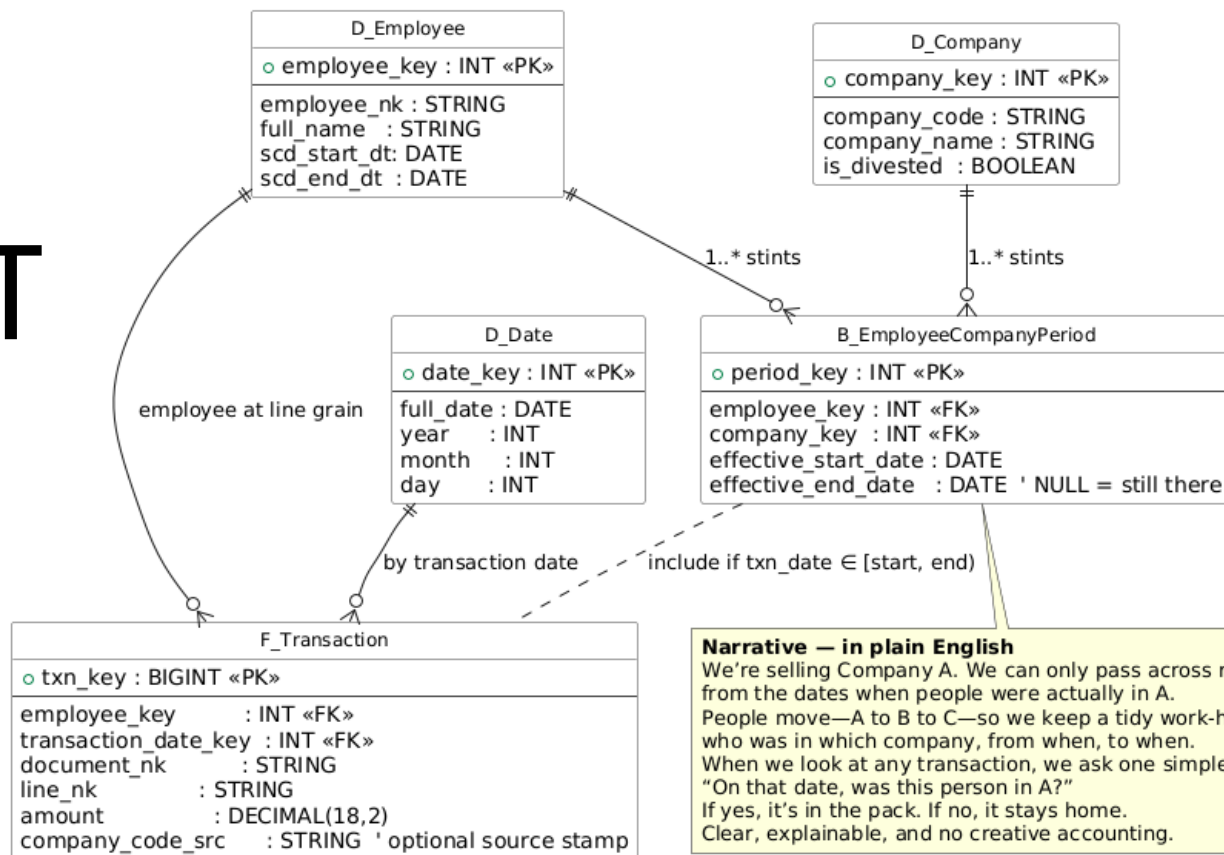 D_Employee
employee_key : INT «PK»
employee_nk : STRING
full_name : STRING
scd_start_dt: DATE
scd_end_dt : DATE
D_Company
company_key : INT «PK»
company_code : STRING
company_name : STRING
is_divested : BOOLEAN
T
1..* stints
1..* stints
D_Date
date_key : INT «PK»
full_date : DATE
year : INT
month : INT
day : INT
B_EmployeeCompanyPeriod
period_key : INT «PK»
employee_key : INT «FK»
company_key : INT «FK»
effective_start_date : DATE
effective_end_date : DATE ' NULL = still there
employee at line grain
by transaction date
include if txn_date ∈ [start, end)
F_Transaction
txn_key : BIGINT «PK»
employee_key : INT «FK»
transaction_date_key : INT «FK»
document_nk : STRING
line_nk : STRING
amount : DECIMAL(18,2)
company_code_src : STRING ' optional source stamp
Narrative — in plain English
We’re selling Company A. We can only pass across
from the dates when people were actually in A.
People move—A to B to C—so we keep a tidy
who was in which company, from when, to when.
When we look at any transaction, we ask one simple
“On that date, was this person in A?”
If yes, it’s in the pack. If no, it stays home.
Clear, explainable, and no creative accounting.